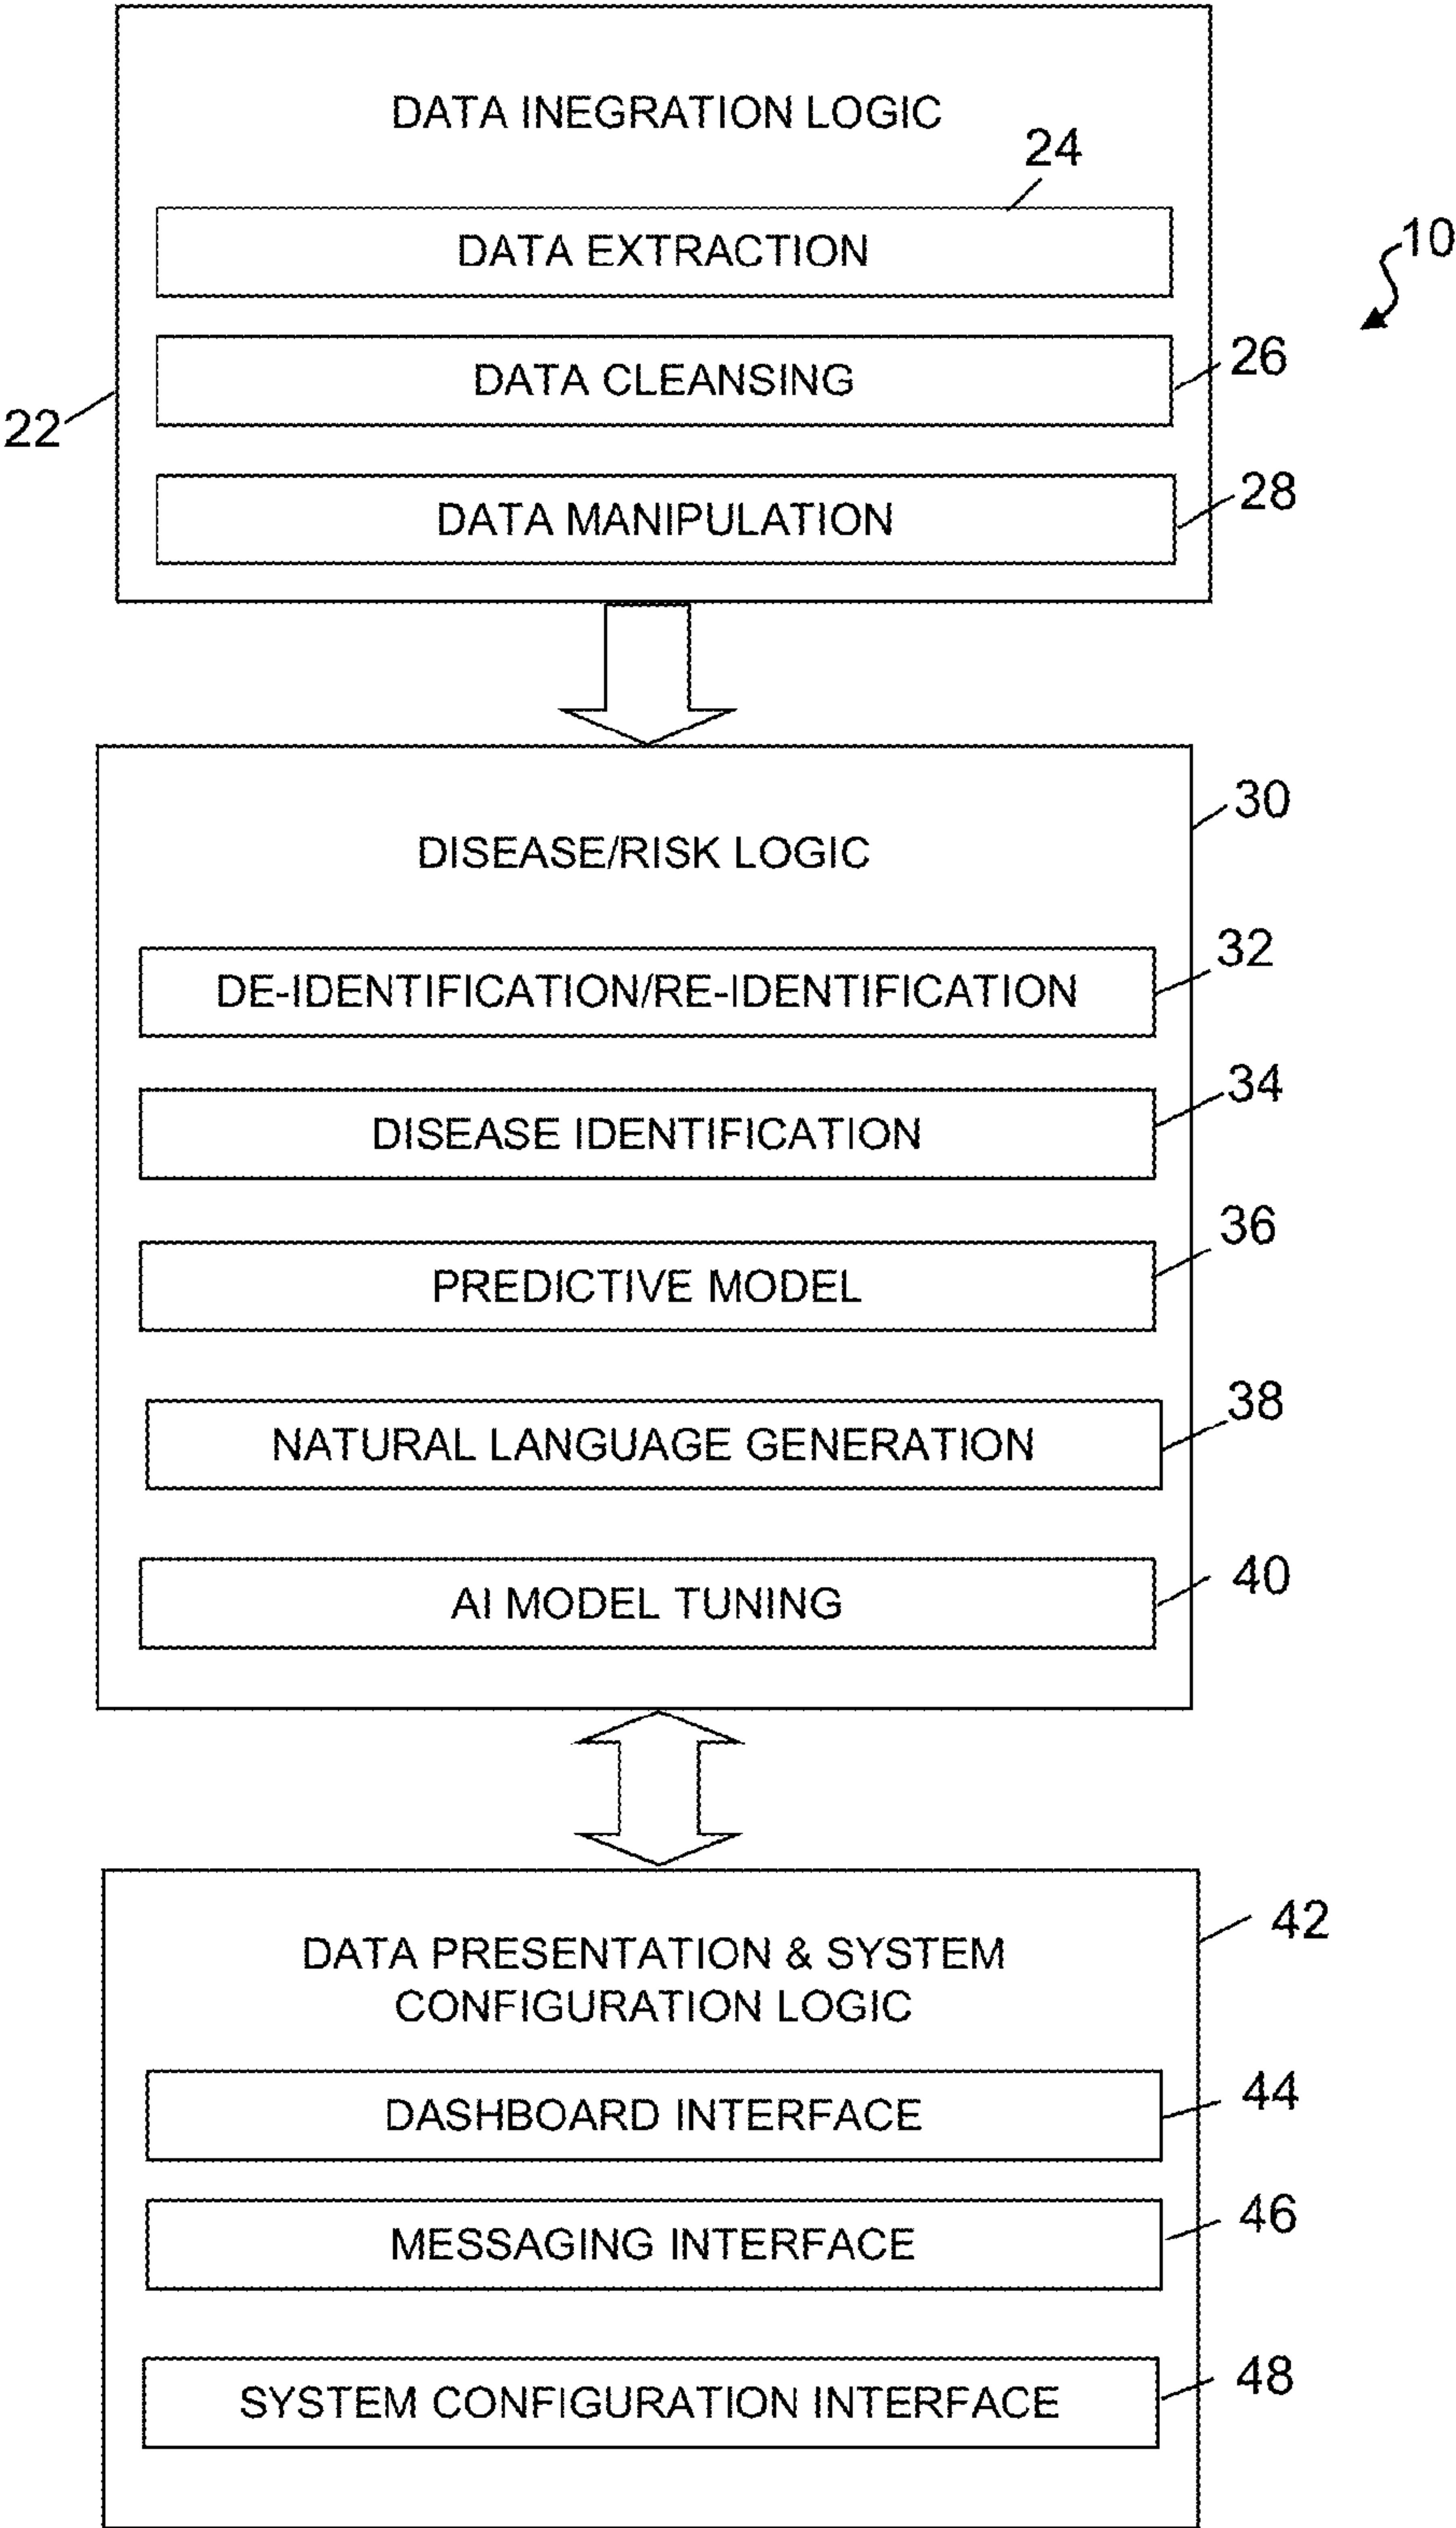 DATA INEGRATION LOGIC
24
DATA EXTRACTION
10
DATA CLEANSING
26
22
DATA MANIPULATION
28
30
DISEASE/RISK LOGIC
32
DE-IDENTIFICATION/RE-IDENTIFICATION
34
DISEASE IDENTIFICATION
36
PREDICTIVE MODEL
38
NATURAL LANGUAGE GENERATION
40
AI MODEL TUNING
42
DATA PRESENTATION & SYSTEM
CONFIGURATION LOGIC
44
DASHBOARD INTERFACE
46
MESSAGING INTERFACE
48
SYSTEM CONFIGURATION INTERFACE